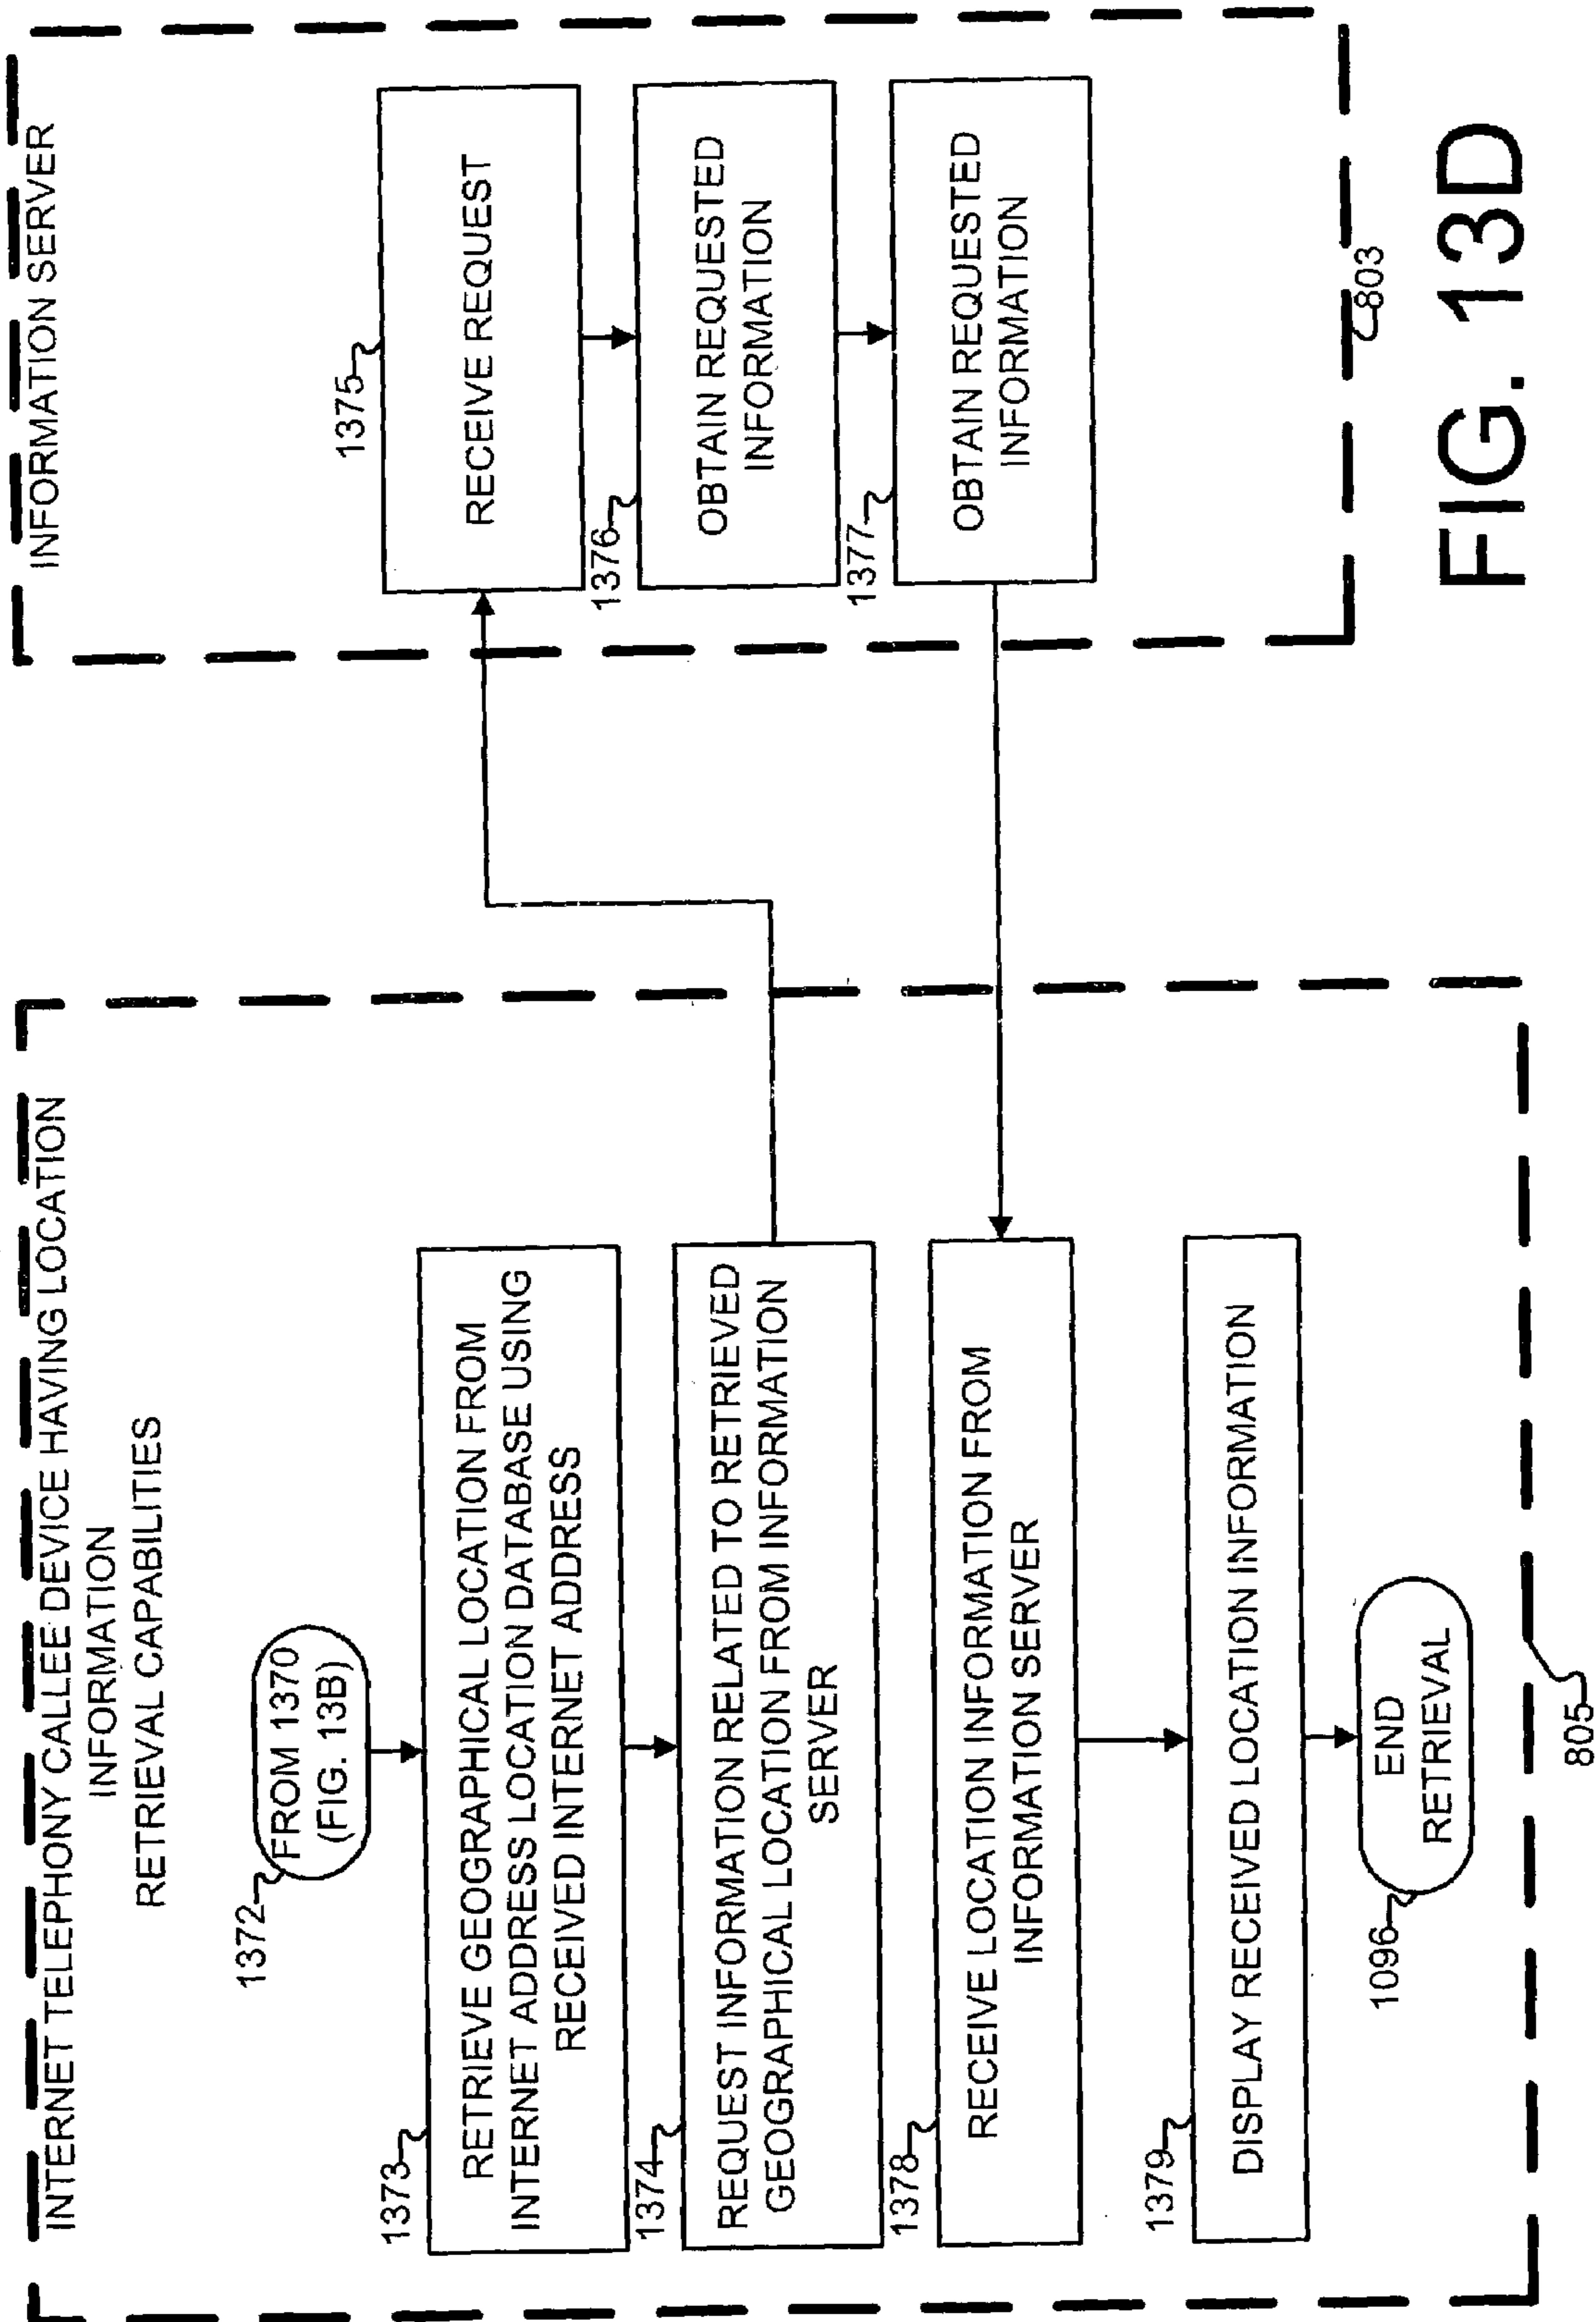 INTERNET TELEPHONY CALLEE DEVICE HAVING LOCATION
INFORMATION
RETRIEVAL CAPABILITIES
1372
FROM 1370
(FIG. 13B)
1373
RETRIEVE GEOGRAPHICAL LOCATION FROM
INTERNET ADDRESS LOCATION DATABASE USING
RECEIVED INTERNET ADDRESS
1374
REQUEST INFORMATION RELATED TO RETRIEVED
GEOGRAPHICAL LOCATION FROM INFORMATION
SERVER
1378
RECEIVE LOCATION INFORMATION FROM
INFORMATION SERVER
1379
DISPLAY RECEIVED LOCATION INFORMATION
1096
END
RETRIEVAL
805
INFORMATION SERVER
1375
RECEIVE REQUEST
1376
OBTAIN REQUESTED
INFORMATION
1377
OBTAIN REQUESTED
INFORMATION
803
FIG. 13D